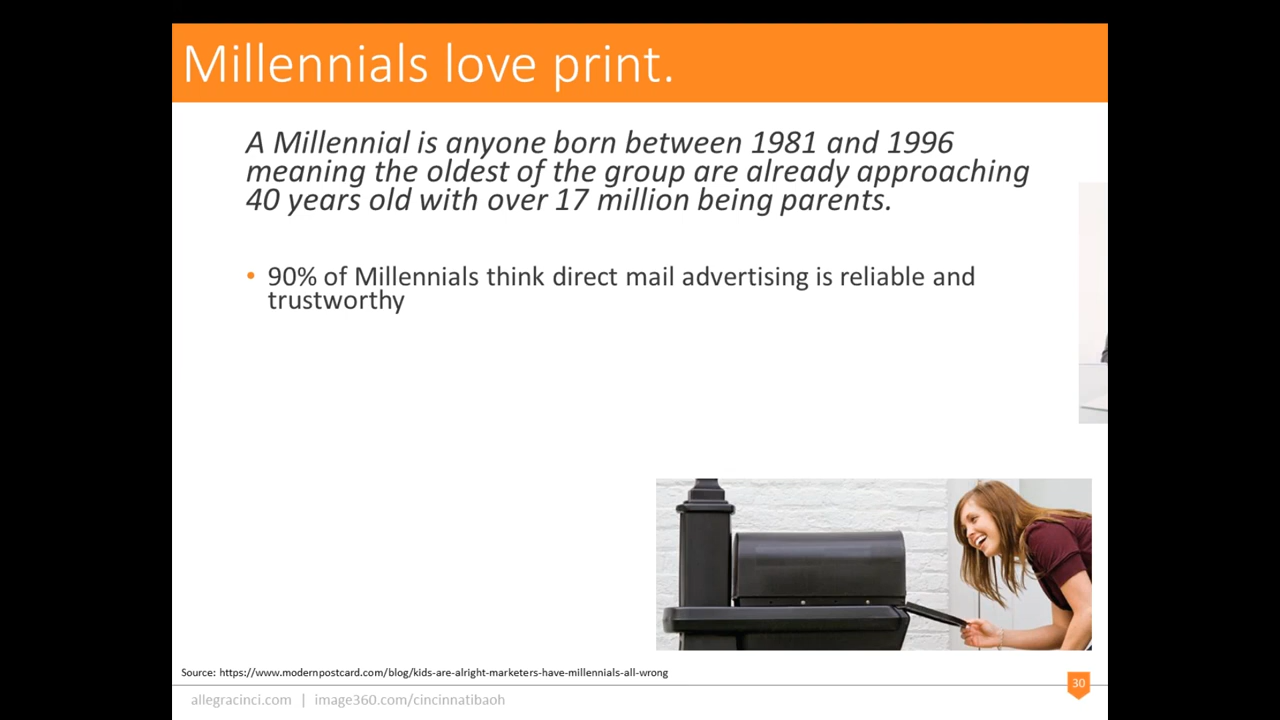 Millennials love print.
A Millennial is anyone born between 1981 and 1996
meaning the oldest of the group are already approaching
40 years old with over 17 million being parents.
• 90% of Millennials think direct mail advertising is reliable and
trustworthy
Source: https://www.modernpostcard.com/blog/kids-are-alright-marketers-have-millennials-all-wrong
30
allegracinci.com | image360.com/cincinnatibaoh